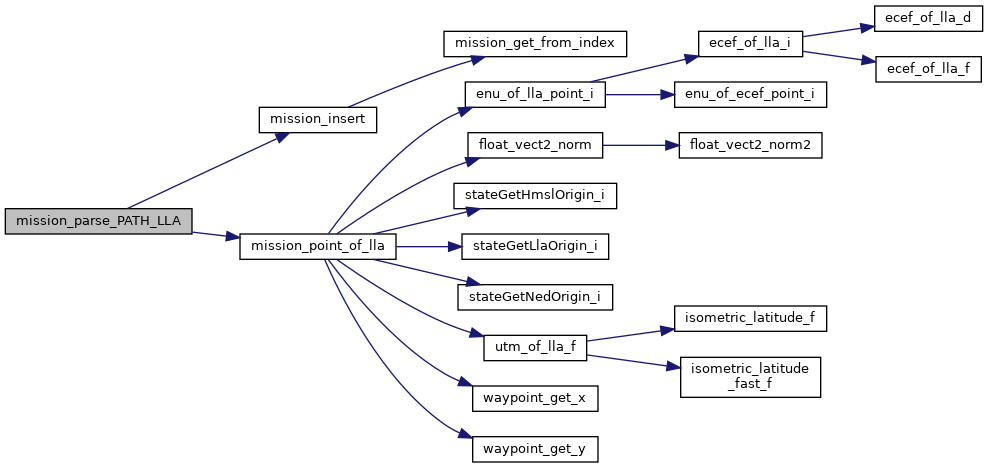 mission_parse_PATH_LLA
mission_insert
mission_get_from_index
mission_point_of_lla
enu_of_lla_point_i
ecef_of_lla_i
ecef_of_lla_d
ecef_of_lla_f
enu_of_ecef_point_i
float_vect2_norm
float_vect2_norm2
stateGetHmslOrigin_i
stateGetLlaOrigin_i
stateGetNedOrigin_i
utm_of_lla_f
isometric_latitude_f
isometric_latitude
_fast_f
waypoint_get_x
waypoint_get_y